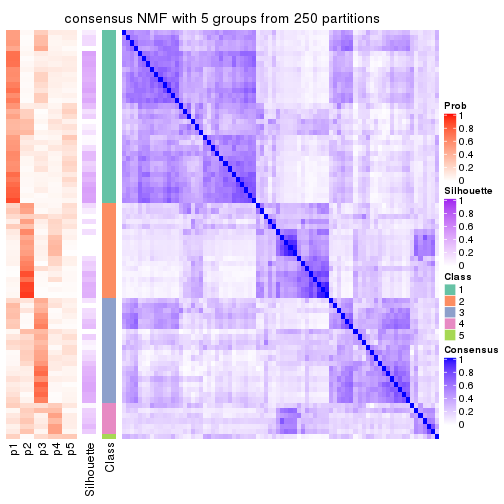 consensus NMF with 5 groups from 250 partitions
Prob
1
0.8
0.6
0.4
0.2
0
Silhouette
1
0.8
0.6
0.4
0.2
0
Class
1
2
3
4
5
Consensus
1
0.8
0.6
0.4
0.2
0
p1
p2
p3
p4
p5
Silhouette
Class